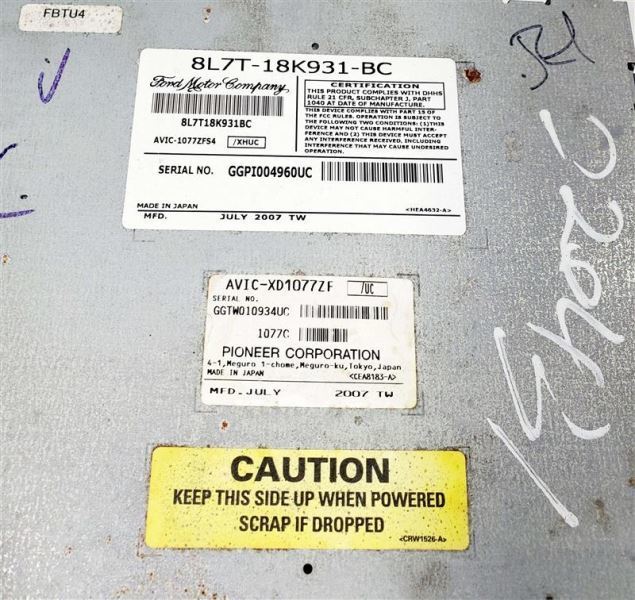 FBTU4
8L7T-18K931-BC
Ford Motor Company
8L7T18K931BC
AVIC-1077ZFS4 /XHUC
CERTIFICATION
THIS PRODUCT COMPLIES WITH DHHS
RULE 21 CFR, SUBCHAPTER J, PART
1040 AT DATE OF MANUFACTURE.
THIS DEVICE COMPLIES WITH PART 15 OF
THE FCC RULES. OPERATION IS SUBJECT TO
THE FOLLOWING TWO CONDITIONS: (1)THIS
DEVICE MAY NOT CAUSE HARMFUL INTER-
FERENCE AND (2) THIS DEVICE MUST ACCEPT
ANY INTERFERENCE RECEIVED, INCLUDING
INTERFERENCE THAT MAY CAUSE UNDESIRED
OPERATION.
SERIAL NO. GGPI004960UC
MADE IN JAPAN <HEA4632-A>
MFD. JULY 2007 TW
AVIC-XD1077ZF /UC
SERIAL NO.
GGTW010934UC
1077C
PIONEER CORPORATION
4-1,Meguro 1-chome,Meguro-ku,Tokyo,Japan
MADE IN JAPAN <CEA8183-A>
MFD.JULY 2007 TW
CAUTION
KEEP THIS SIDE UP WHEN POWERED
SCRAP IF DROPPED
<CRW1526-A>